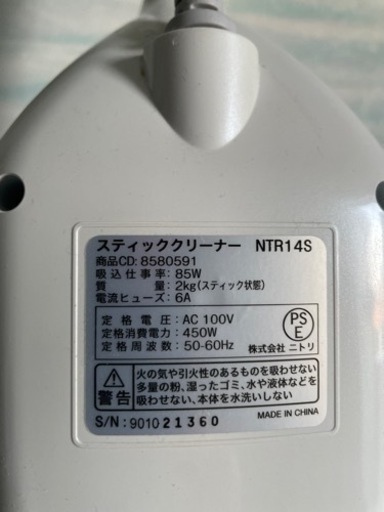 スティッククリーナー NTR14S
商品CD: 8580591
吸込仕事率: 85W
質 量: 2kg(スティック状態)
電流ヒューズ: 6A
定格電圧: AC 100V
定格消費電力: 450W
定格周波数: 50-60Hz
PS
E
株式会社 ニトリ
警告
火の気や引火性のあるものを吸わせない
多量の粉、湿ったゴミ、水や液体などを
吸わせない、本体を水洗いしない
S/N: 9010 21360
MADE IN CHINA